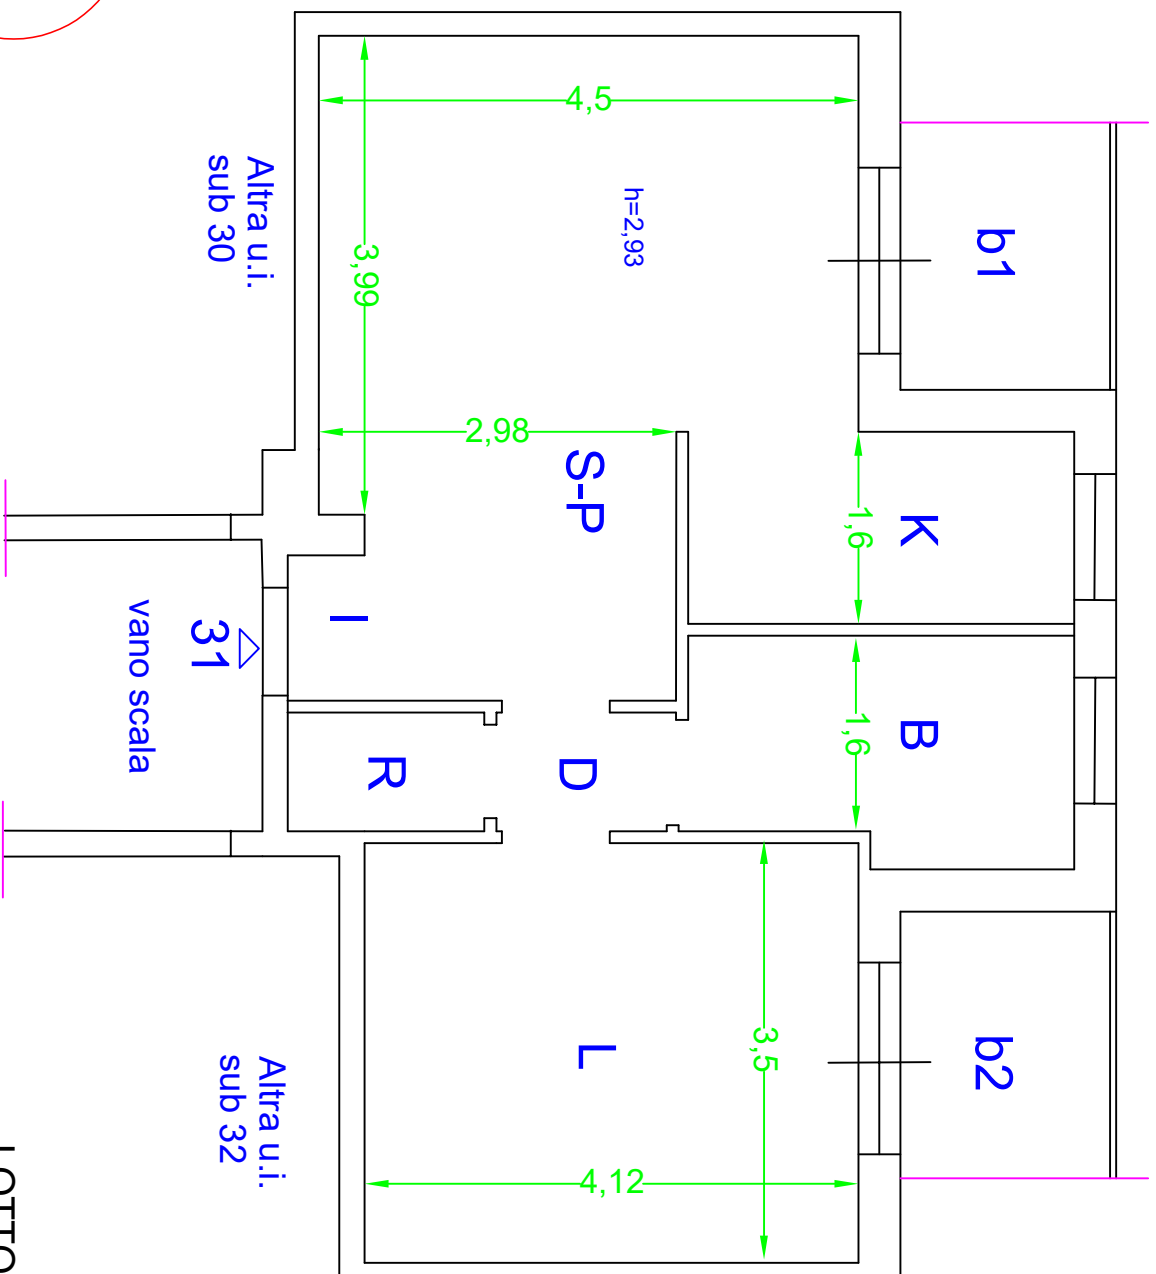 4,5
h=2,93
b1
Altra u.i.
sub 30
3,99
2,98
S-P
1,6
K
I
31
vano scala
1,6
B
R
D
3,5
L
b2
Altra u.i.
sub 32
4,12
LOTTO